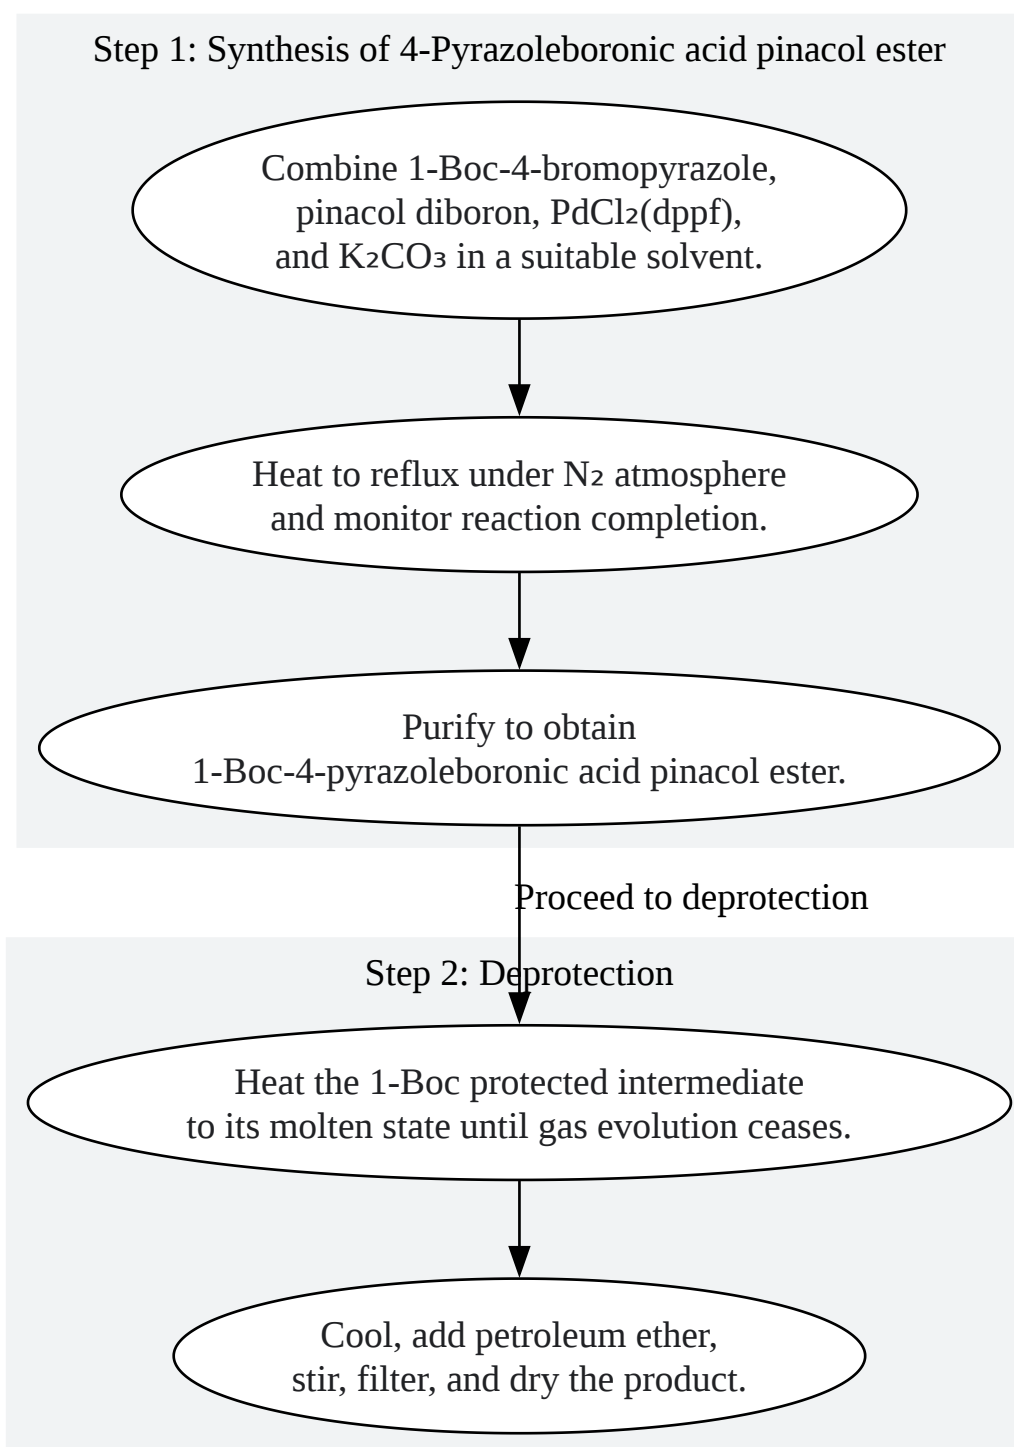 Step 1: Synthesis of 4-Pyrazoleboronic acid pinacol ester
Combine 1-Boc-4-bromopyrazole,
pinacol diboron, PdCl₂(dppf),
and K₂CO₃ in a suitable solvent.
Heat to reflux under N₂ atmosphere
and monitor reaction completion.
Purify to obtain
1-Boc-4-pyrazoleboronic acid pinacol ester.
Proceed to deprotection
Step 2: Deprotection
Heat the 1-Boc protected intermediate
to its molten state until gas evolution ceases.
Cool, add petroleum ether,
stir, filter, and dry the product.